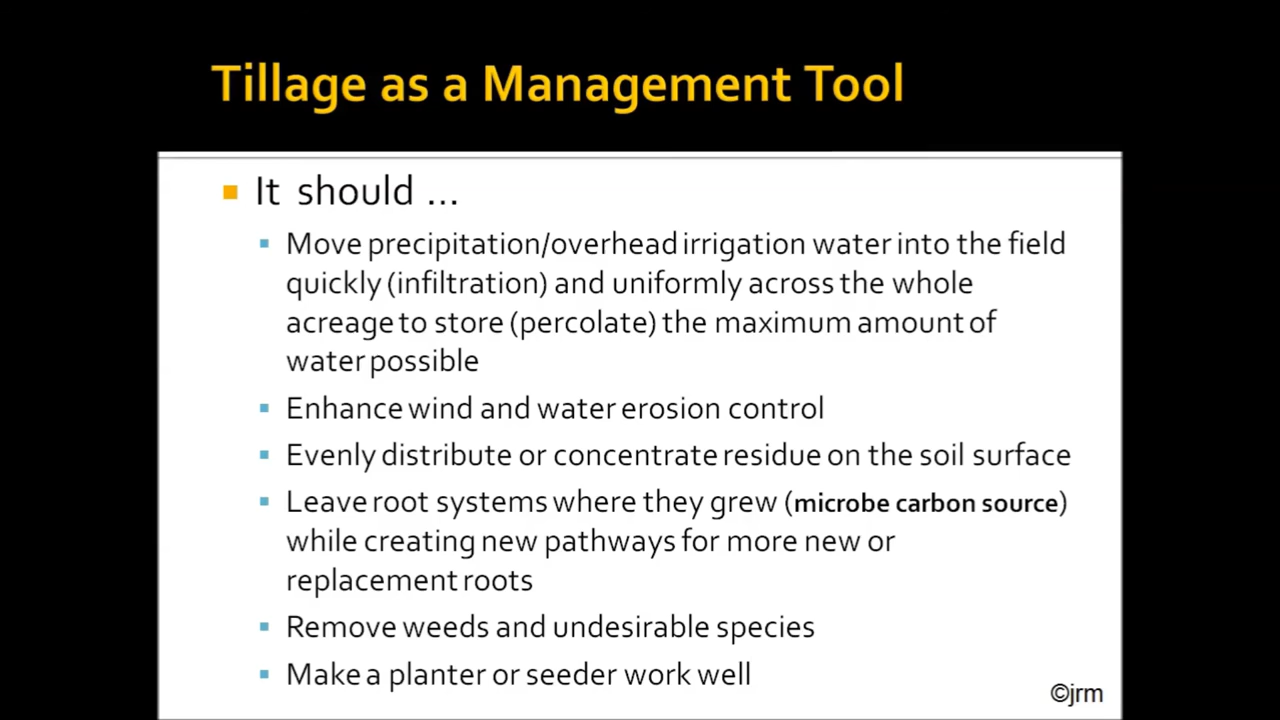 Tillage as a Management Tool
It should ...
Move precipitation/overhead irrigation water into the field
quickly (infiltration) and uniformly across the whole
acreage to store (percolate) the maximum amount of
water possible
Enhance wind and water erosion control
Evenly distribute or concentrate residue on the soil surface
Leave root systems where they grew (microbe carbon source)
while creating new pathways for more new or
replacement roots
Remove weeds and undesirable species
Make a planter or seeder work well
©jrm